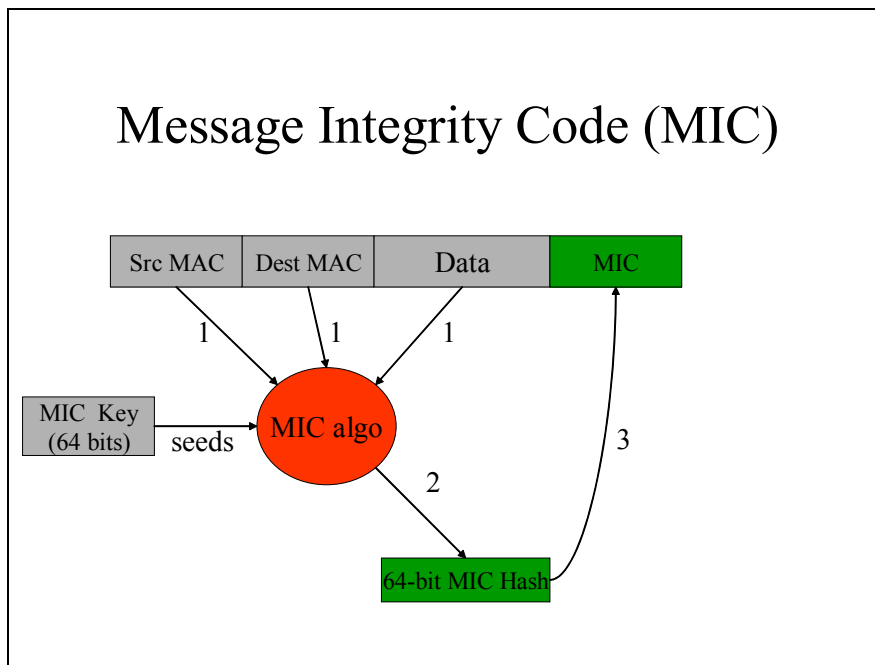 Message Integrity Code (MIC)
Src MAC
Dest MAC
Data
MIC
1
1
1
MIC Key
(64 bits)
seeds
MIC algo
3
2
64-bit MIC Hash